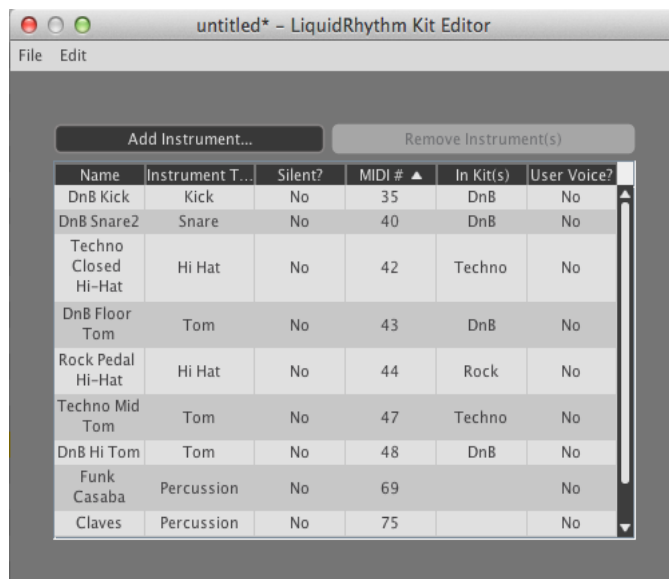 untitled* – LiquidRhythm Kit Editor
File Edit
Add Instrument... Remove Instrument(s)
Name Instrument T... Silent? MIDI # ▲ In Kit(s) User Voice?
DnB Kick Kick No 35 DnB No
DnB Snare2 Snare No 40 DnB No
Techno
Closed
Hi-Hat
Hi Hat No 42 Techno No
DnB Floor
Tom
Tom No 43 DnB No
Rock Pedal
Hi-Hat
Hi Hat No 44 Rock No
Techno Mid
Tom
Tom No 47 Techno No
DnB Hi Tom Tom No 48 DnB No
Funk
Casaba
Percussion No 69 No
Claves Percussion No 75 No